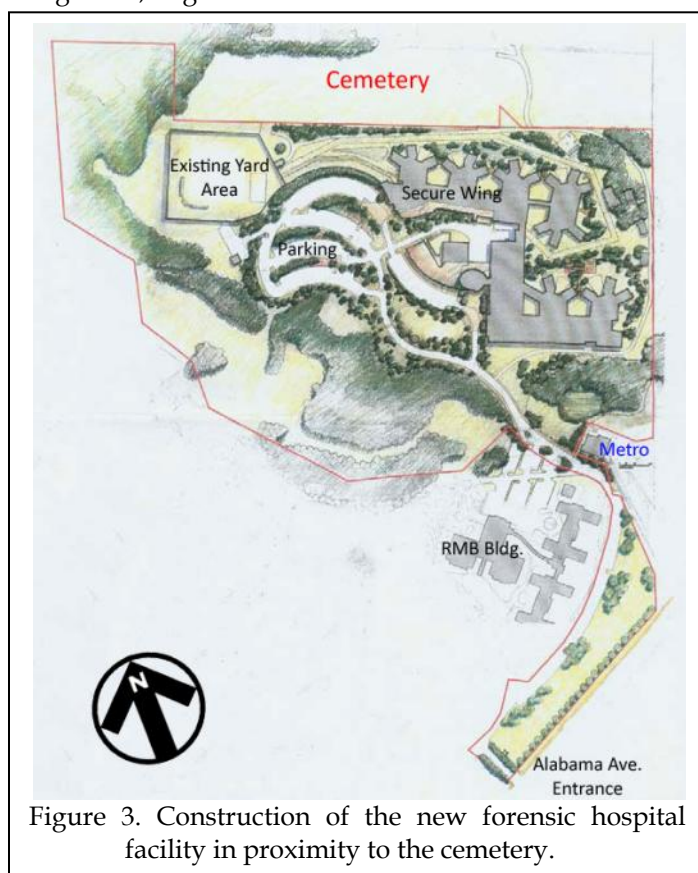 Cemetery
Existing Yard
Area
Secure Wing
Parking
Metro
RMB Bldg.
N
Alabama Ave.
Entrance
Figure 3. Construction of the new forensic hospital
facility in proximity to the cemetery.